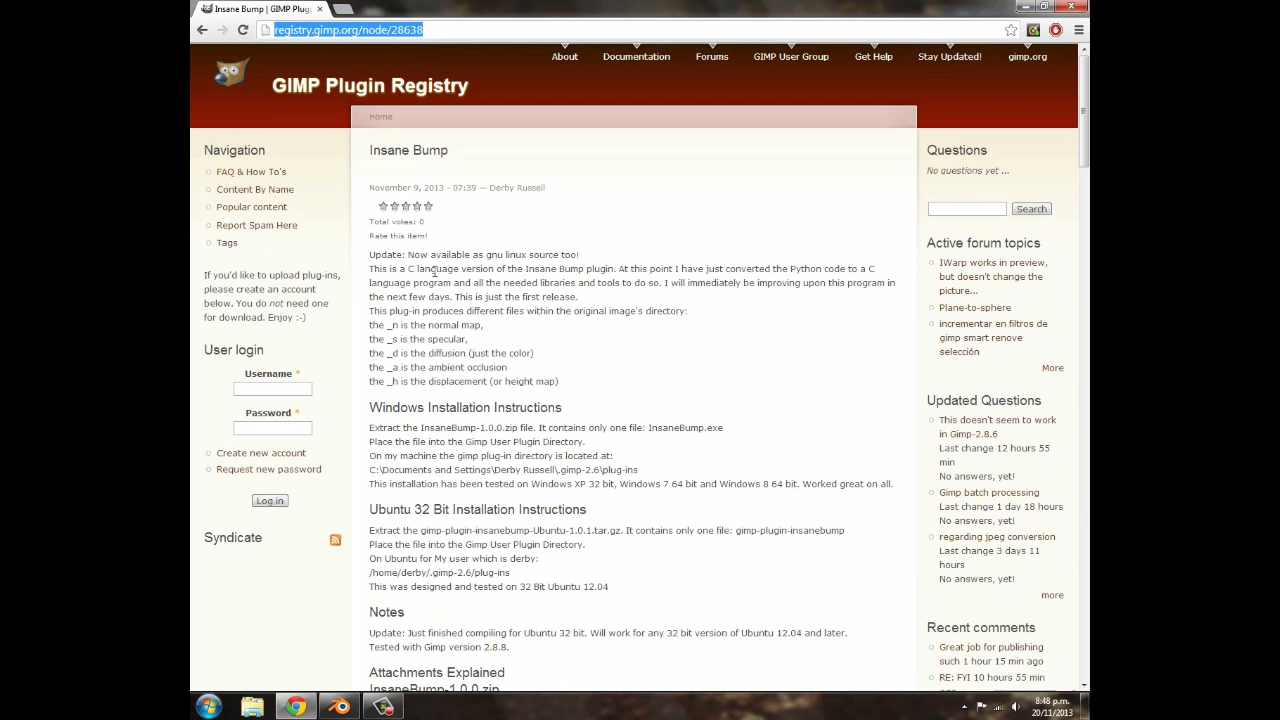 Insane Bump | GIMP Plugin
registry.gimp.org/node/28638
About
Documentation
Forums
GIMP User Group
Get Help
Stay Updated!
gimp.org
GIMP Plugin Registry
Home
Navigation
FAQ & How To's
Content By Name
Popular content
Report Spam Here
Tags
If you'd like to upload plug-ins,
please create an account
below. You do not need one
for download. Enjoy :-)
User login
Username *
Password *
Create new account
Request new password
Log in
Syndicate
Insane Bump
November 9, 2013 - 07:39 — Derby Russell
Total votes: 0
Rate this item!
Update: Now available as gnu linux source too!
This is a C language version of the Insane Bump plugin. At this point I have just converted the Python code to a C
language program and all the needed libraries and tools to do so. I will immediately be improving upon this program in
the next few days. This is just the first release.
This plug-in produces different files within the original image's directory:
the _n is the normal map,
the _s is the specular,
the _d is the diffusion (just the color)
the _a is the ambient occlusion
the _h is the displacement (or height map)
Windows Installation Instructions
Extract the InsaneBump-1.0.0.zip file. It contains only one file: InsaneBump.exe
Place the file into the Gimp User Plugin Directory.
On my machine the gimp plug-in directory is located at:
C:\Documents and Settings\Derby Russell\.gimp-2.6\plug-ins
This installation has been tested on Windows XP 32 bit, Windows 7 64 bit and Windows 8 64 bit. Worked great on all.
Ubuntu 32 Bit Installation Instructions
Extract the gimp-plugin-insanebump-Ubuntu-1.0.1.tar.gz. It contains only one file: gimp-plugin-insanebump
Place the file into the Gimp User Plugin Directory.
On Ubuntu for My user which is derby:
/home/derby/.gimp-2.6/plug-ins
This was designed and tested on 32 Bit Ubuntu 12.04
Notes
Update: Just finished compiling for Ubuntu 32 bit. Will work for any 32 bit version of Ubuntu 12.04 and later.
Tested with Gimp version 2.8.8.
Attachments Explained
InsaneBump-1.0.0.zip
Questions
No questions yet ...
Search
Active forum topics
IWarp works in preview,
but doesn't change the
picture...
Plane-to-sphere
incrementar en filtros de
gimp smart renove
selección
More
Updated Questions
This doesn't seem to work
in Gimp-2.8.6
Last change 12 hours 55
min
No answers, yet!
Gimp batch processing
Last change 1 day 18 hours
No answers, yet!
regarding jpeg conversion
Last change 3 days 11
hours
No answers, yet!
more
Recent comments
Great job for publishing
such 1 hour 15 min ago
RE: FYI 10 hours 55 min
8:48 p.m.
20/11/2013